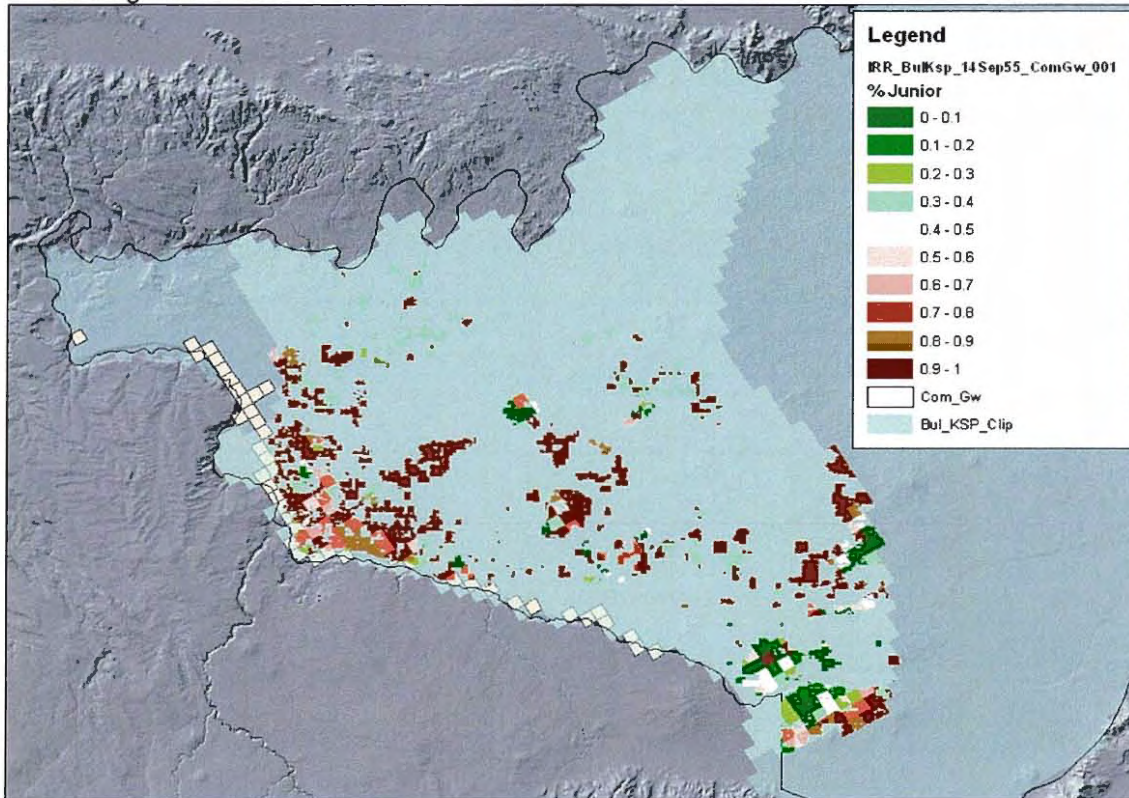 Legend
IRR_BulKsp_14Sep55_ComGw_001
% Junior
0 - 0.1
0.1 - 0.2
0.2 - 0.3
0.3 - 0.4
0.4 - 0.5
0.5 - 0.6
0.6 - 0.7
0.7 - 0.8
0.8 - 0.9
0.9 - 1
Com_Gw
Bul_KSP_Clip